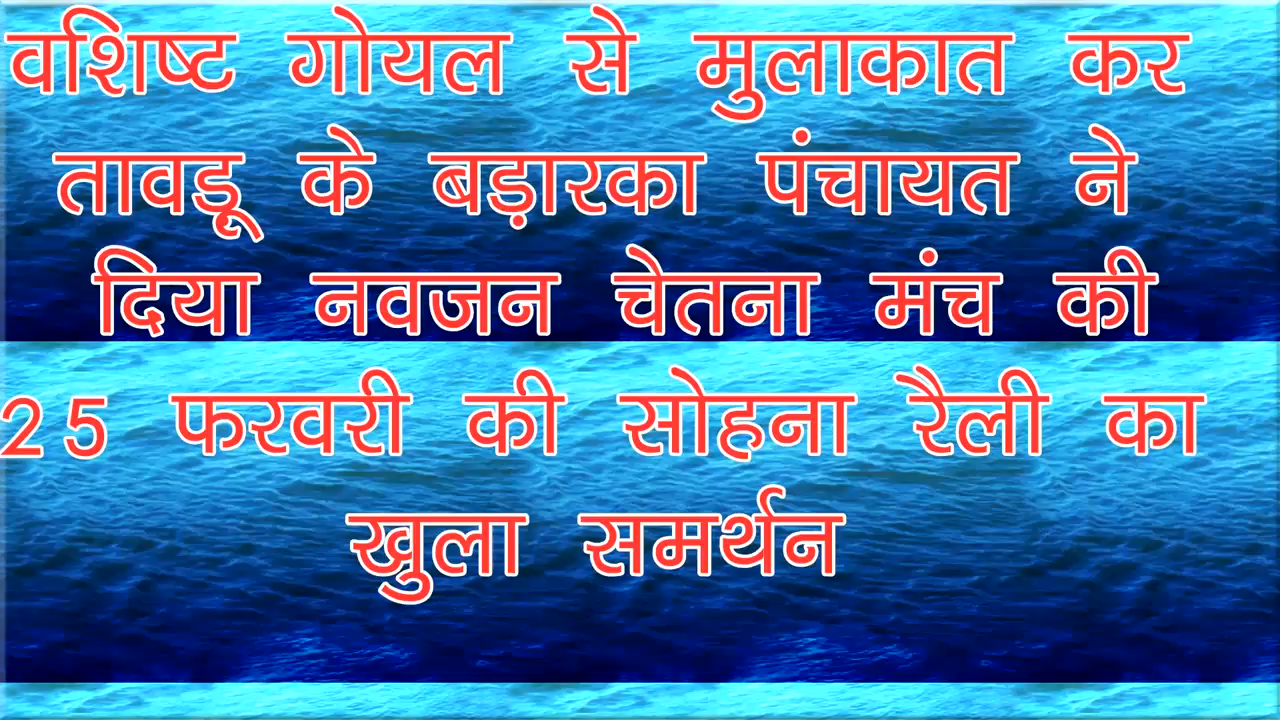 वशिष्ट गोयल से मुलाकात कर
तावडू के बड़ारका पंचायत ने
दिया नवजन चेतना मंच की
25 फरवरी की सोहना रैली का
खुला समर्थन